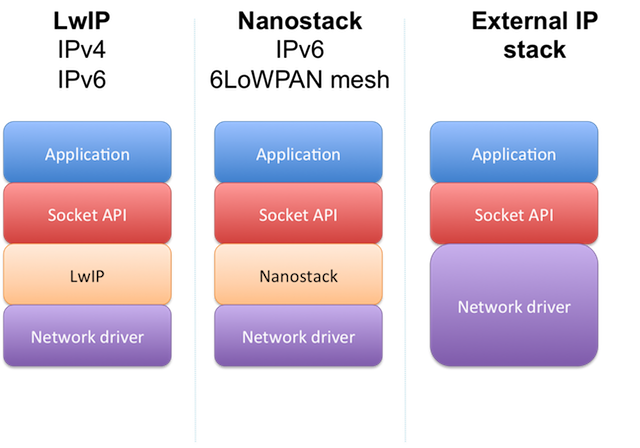 LwIP
IPv4
IPv6
Application
Socket API
LwIP
Network driver
Nanostack
IPv6
6LoWPAN mesh
Application
Socket API
Nanostack
Network driver
External IP
stack
Application
Socket API
Network driver